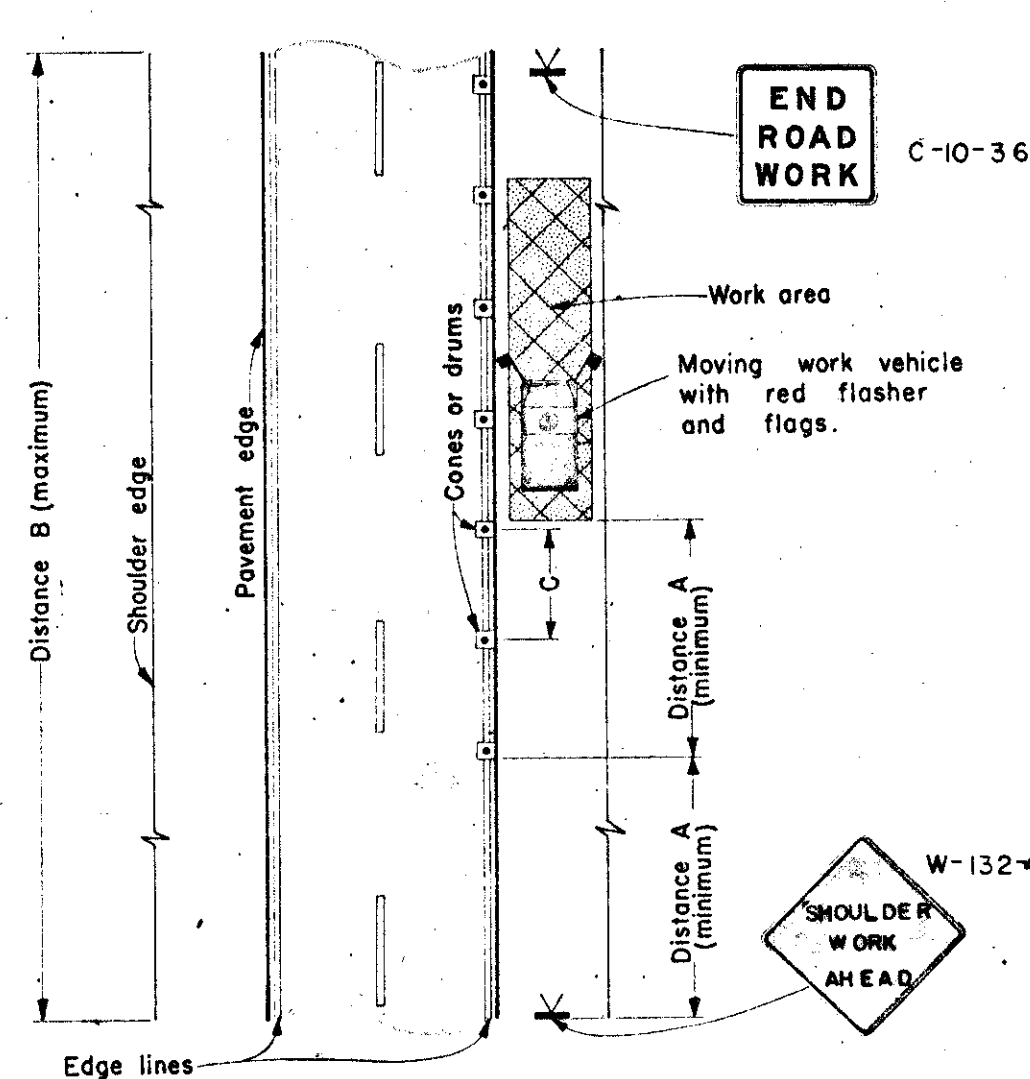 END
ROAD
WORK
C-10-36
Work area
Moving work vehicle
with red flasher
and flags.
Distance B (maximum)
Shoulder edge
Pavement edge
Cones or drums
C
Distance A
(minimum)
Distance A
(minimum)
W-132-
SHOULDER
WORK
AHEAD
Edge lines